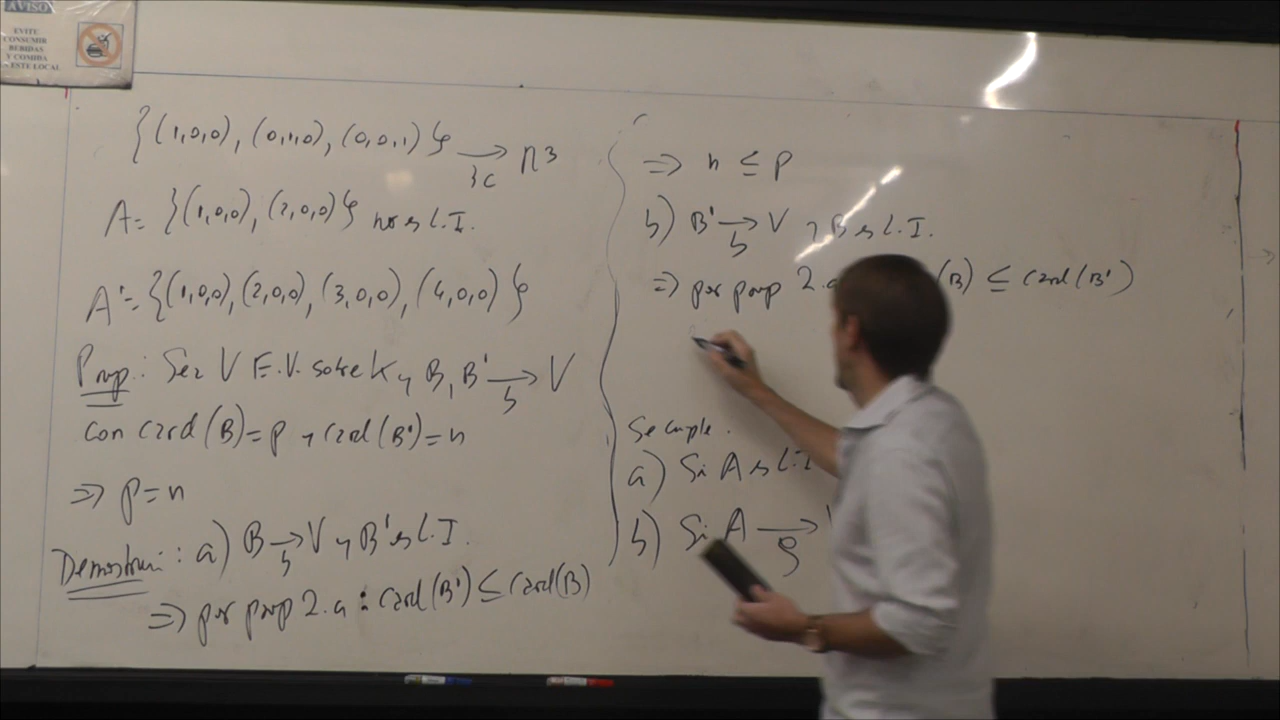 AVISO
EVITE
CONSUMIR
BEBIDAS
Y COMIDA
ESTE LOCAL
{(1,0,0), (0,1,0), (0,0,1)}
A = {(1,0,0), (2,0,0)} no es L.I.
A' = {(1,0,0), (2,0,0), (3,0,0), (4,0,0)}
Prop.: Sea V E.V. sobre K y B, B' →b V
con card(B) = p y card(B') = n
⇒ p = n
a) B →b V y B' es L.I.
⇒ por prop 2.a : card(B') ≤ card(B)
⇒ n ≤ p
b) B' →b V y B es L.I.
⇒ por prop 2.a (B) ≤ card(B')
Se cumple.
a) Si A es L.I
b) Si A →g